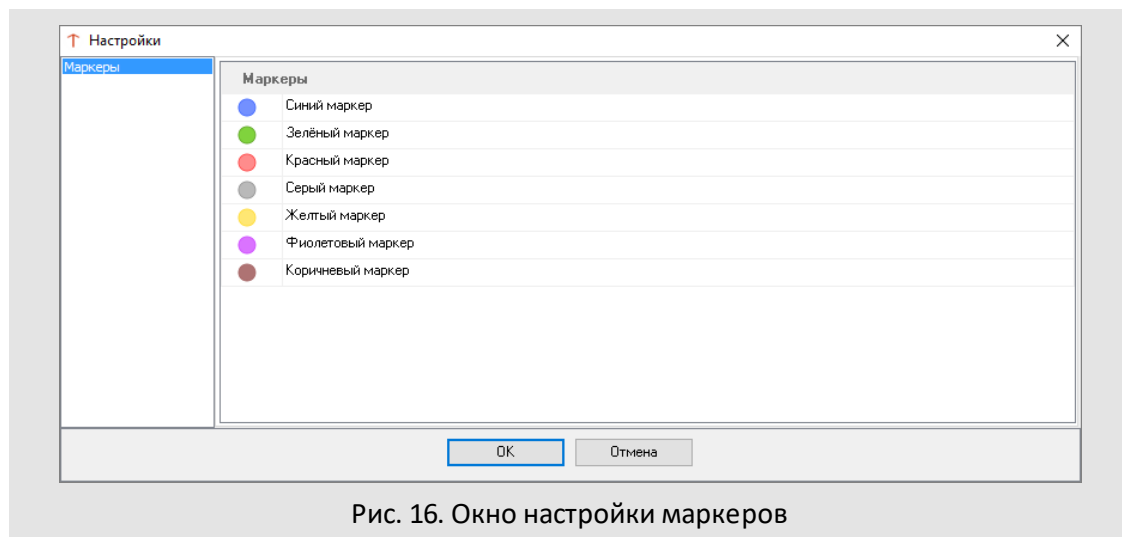 Настройки
Маркеры
Маркеры
Синий маркер
Зелёный маркер
Красный маркер
Серый маркер
Желтый маркер
Фиолетовый маркер
Коричневый маркер
OK
Отмена
Рис. 16. Окно настройки маркеров